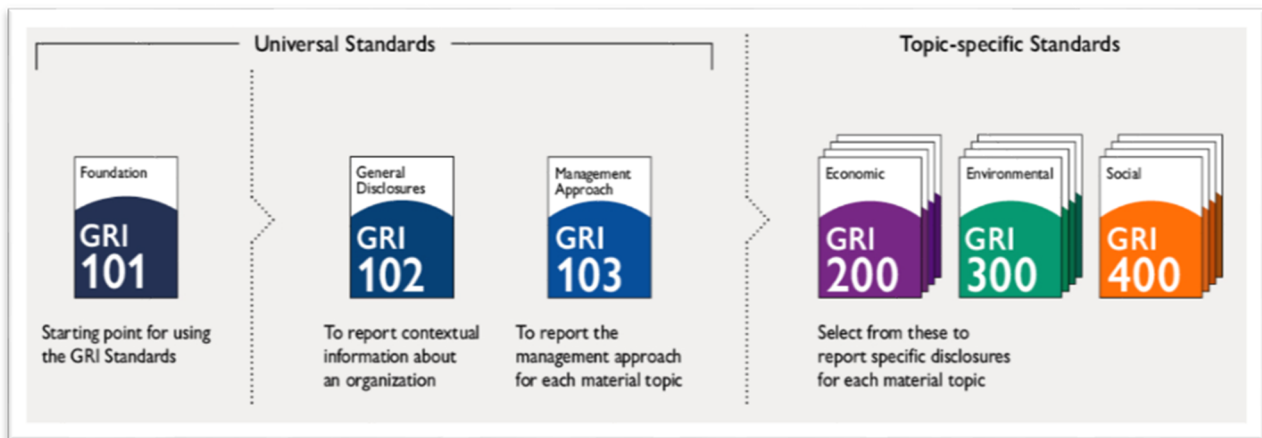 Universal Standards
Topic-specific Standards
Foundation
GRI
101
General
Disclosures
GRI
102
Management
Approach
GRI
103
Economic
GRI
200
Environmental
GRI
300
Social
GRI
400
Starting point for using
the GRI Standards
To report contextual
information about
an organization
To report the
management approach
for each material topic
Select from these to
report specific disclosures
for each material topic